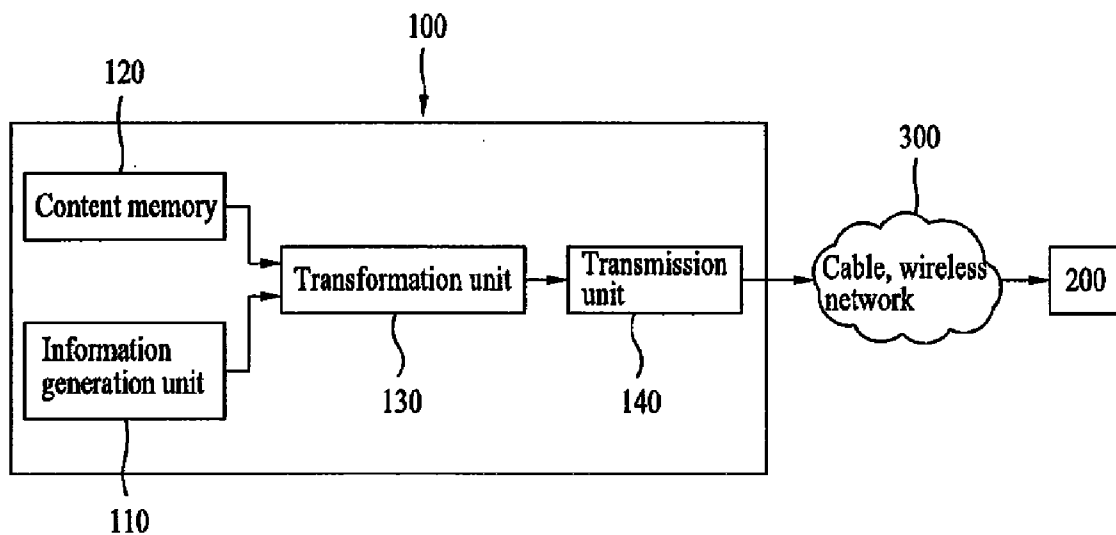 100
120
300
Content memory
Transformation unit
Transmission
unit
Cable, wireless
network
200
Information
generation unit
130
140
110